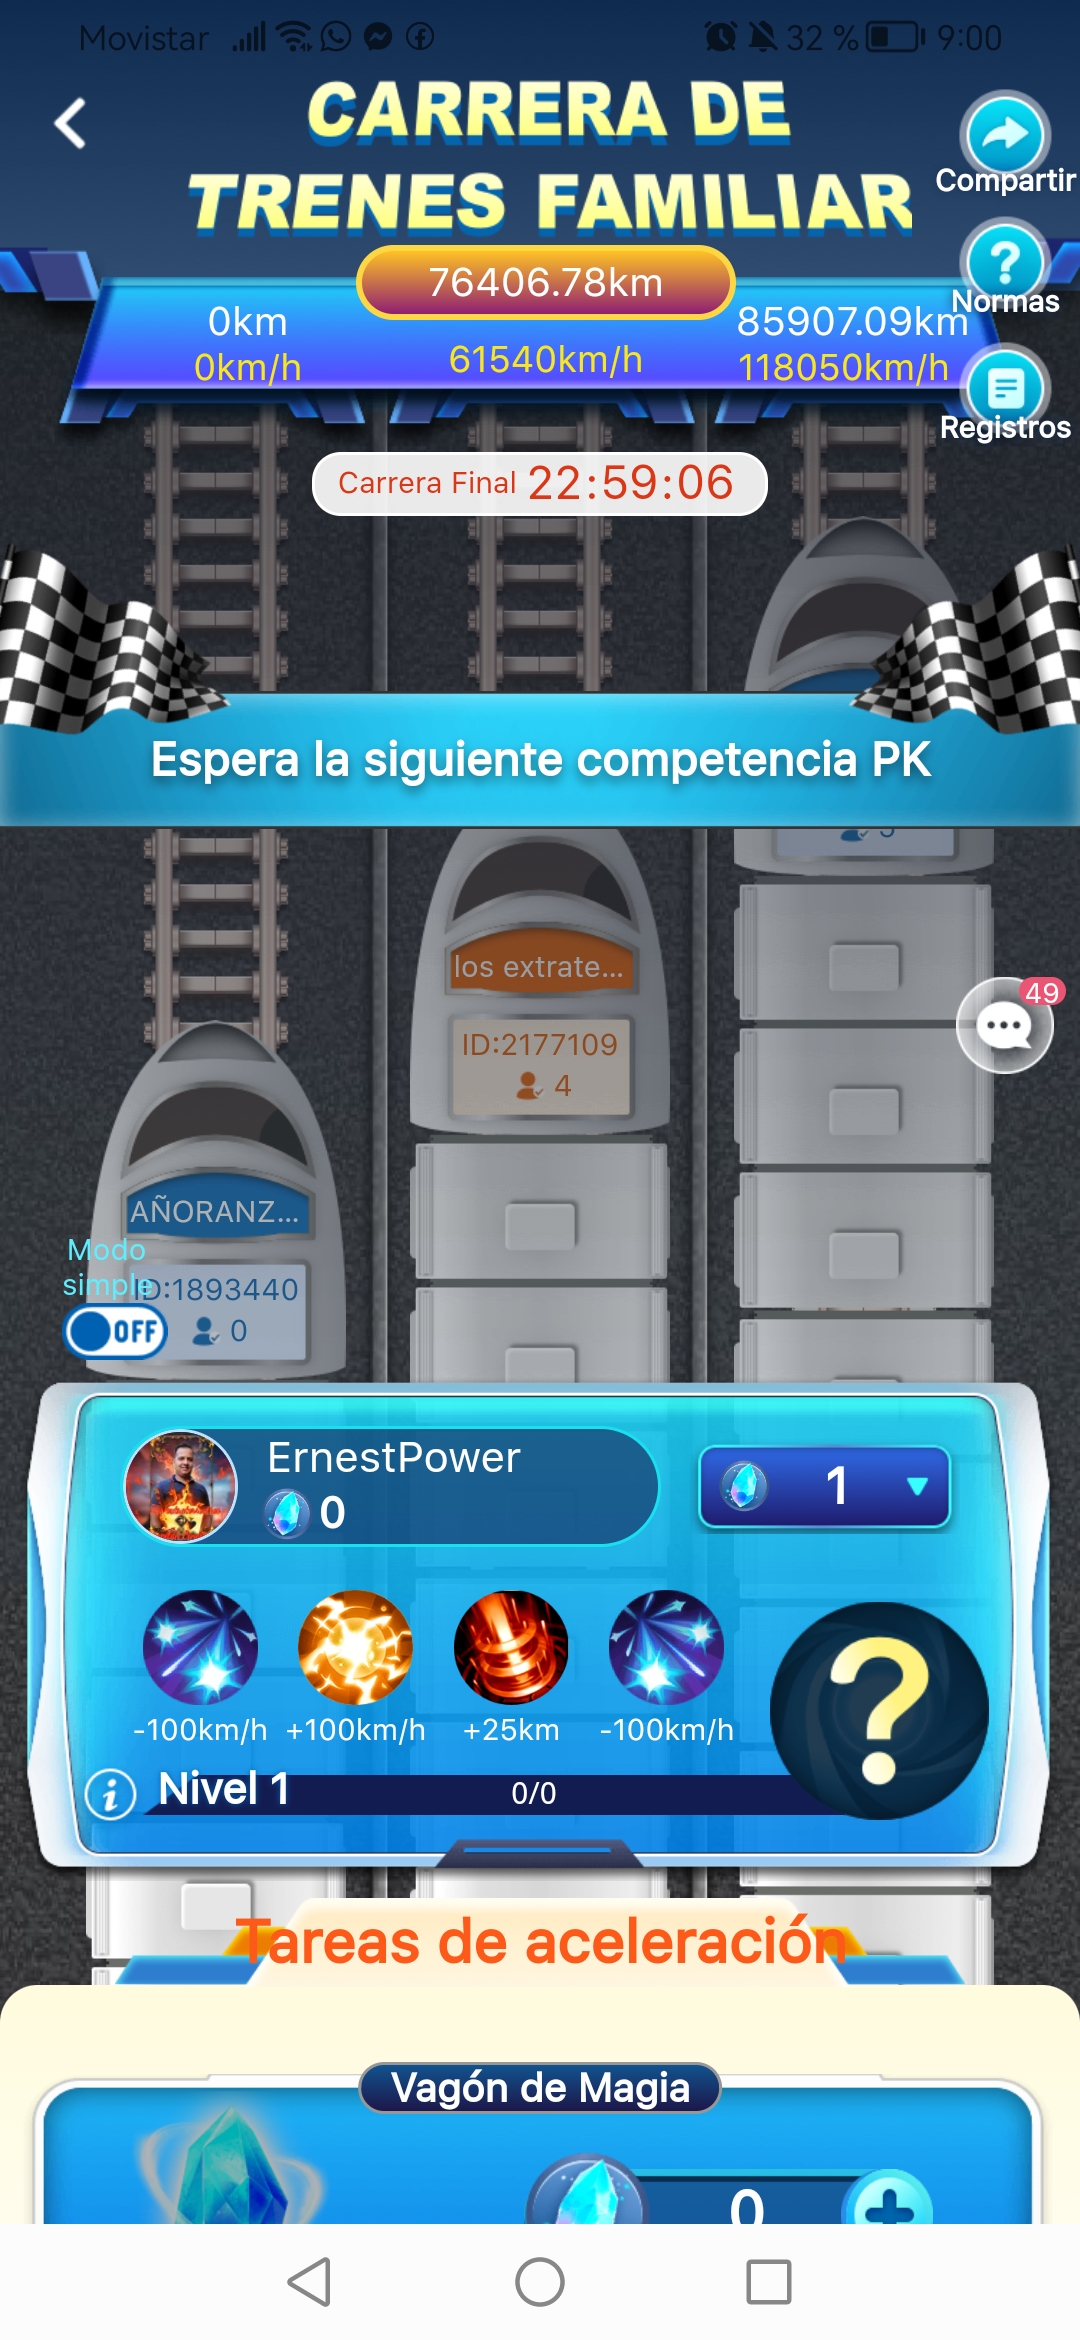 Movistar 32 % 9:00
CARRERA DE
TRENES FAMILIAR
Compartir
76406.78km
Normas
0km 85907.09km
0km/h 61540km/h 118050km/h
Registros
Carrera Final 22:59:06
Espera la siguiente competencia PK
los extrate...
49
ID:2177109
4
AÑORANZ...
Modo
simple
ID:1893440
OFF
0
ErnestPower
0
1
-100km/h +100km/h +25km -100km/h
?
Nivel 1 0/0
Tareas de aceleración
Vagón de Magia
0